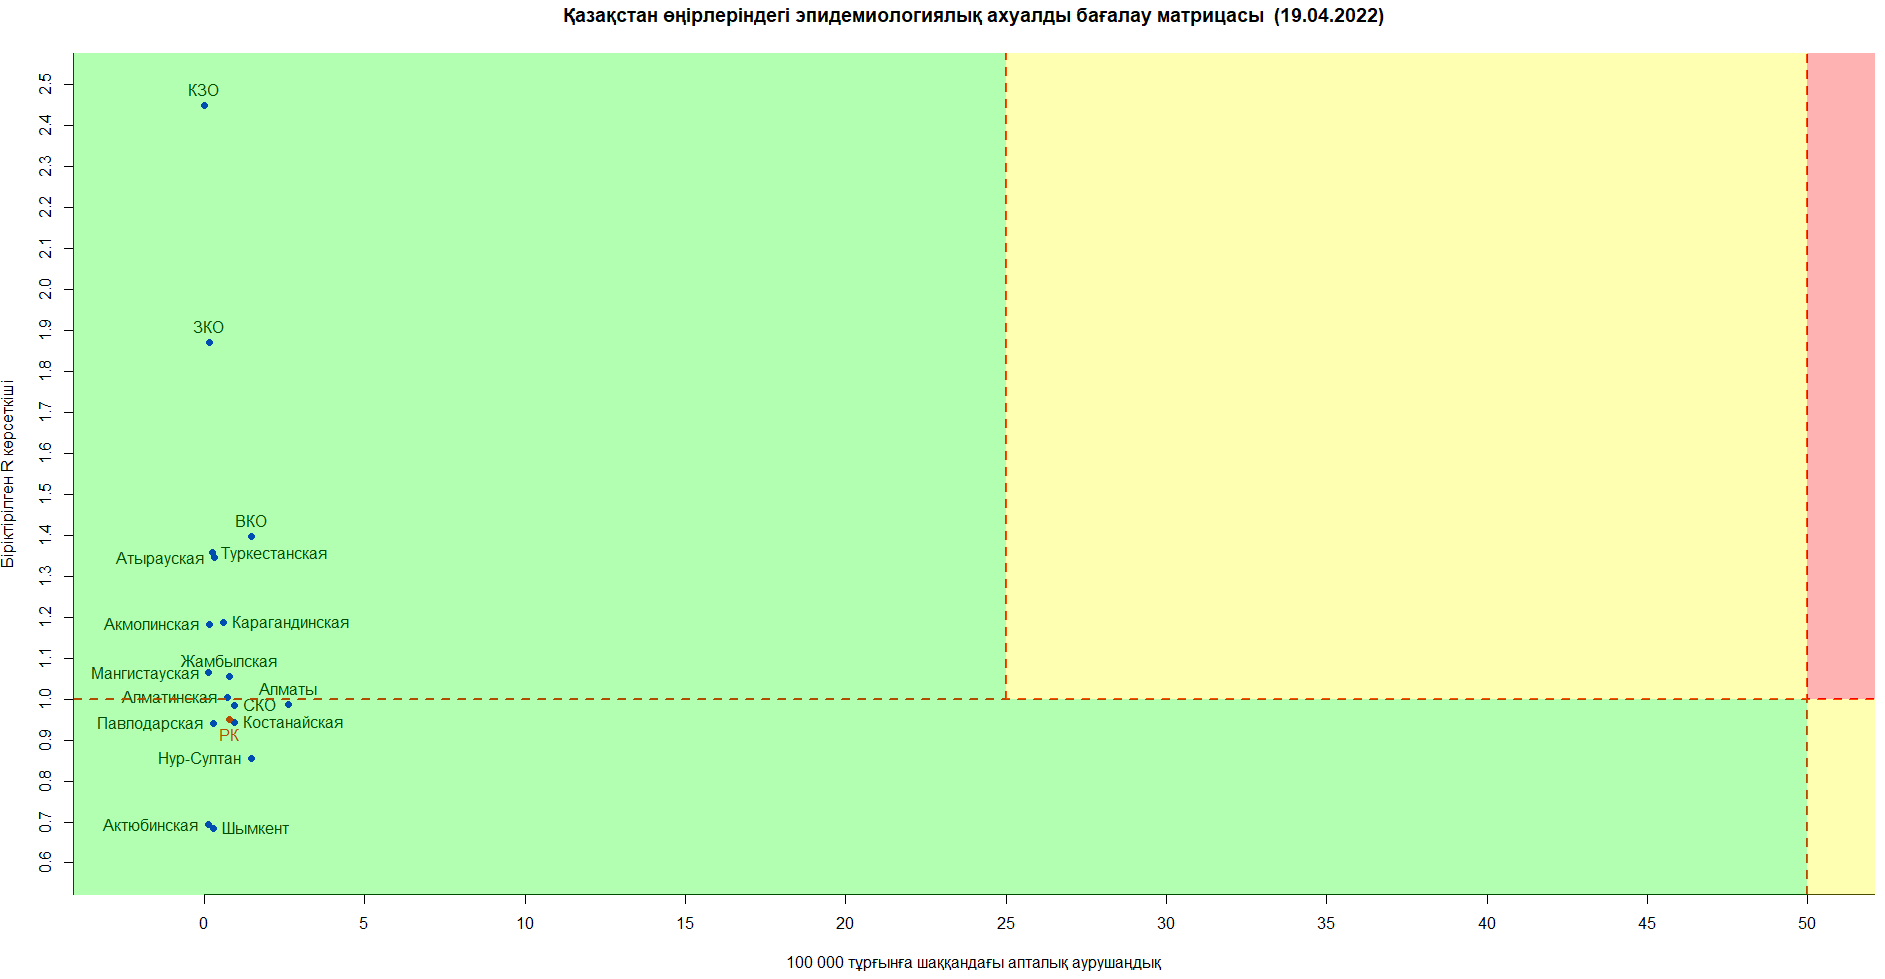 Қазақстан өңірлеріндегі эпидемиологиялық ахуалды бағалау матрицасы (19.04.2022)
Біріктірілген R көрсеткіші
2.5
2.4
2.3
2.2
2.1
2.0
1.9
1.8
1.7
1.6
1.5
1.4
1.3
1.2
1.1
1.0
0.9
0.8
0.7
0.6
КЗО
ЗКО
ВКО
Туркестанская
Атырауская
Карагандинская
Акмолинская
Жамбылская
Мангистауская
Алматы
Алматинская
СКО
Костанайская
Павлодарская
РК
Нур-Султан
Актюбинская
Шымкент
0 5 10 15 20 25 30 35 40 45 50
100 000 тұрғынға шаққандағы апталық аурушаңдық